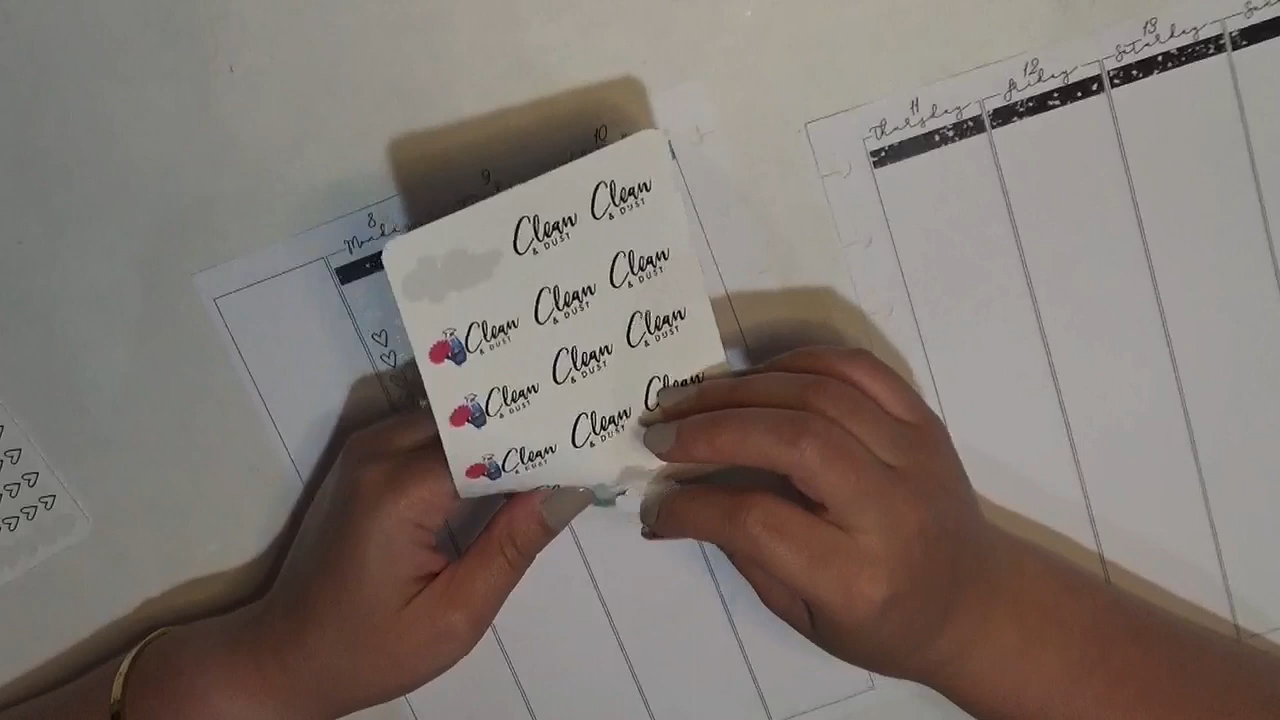 8
9
10
11
12
13
Thursday
Friday
Saturday
Clean Clean
& DUST & DUST
Clean Clean Clean
& DUST & DUST & DUST
Clean Clean Clean
& DUST & DUST & DUST
Clean Clean Clean
& DUST & DUST